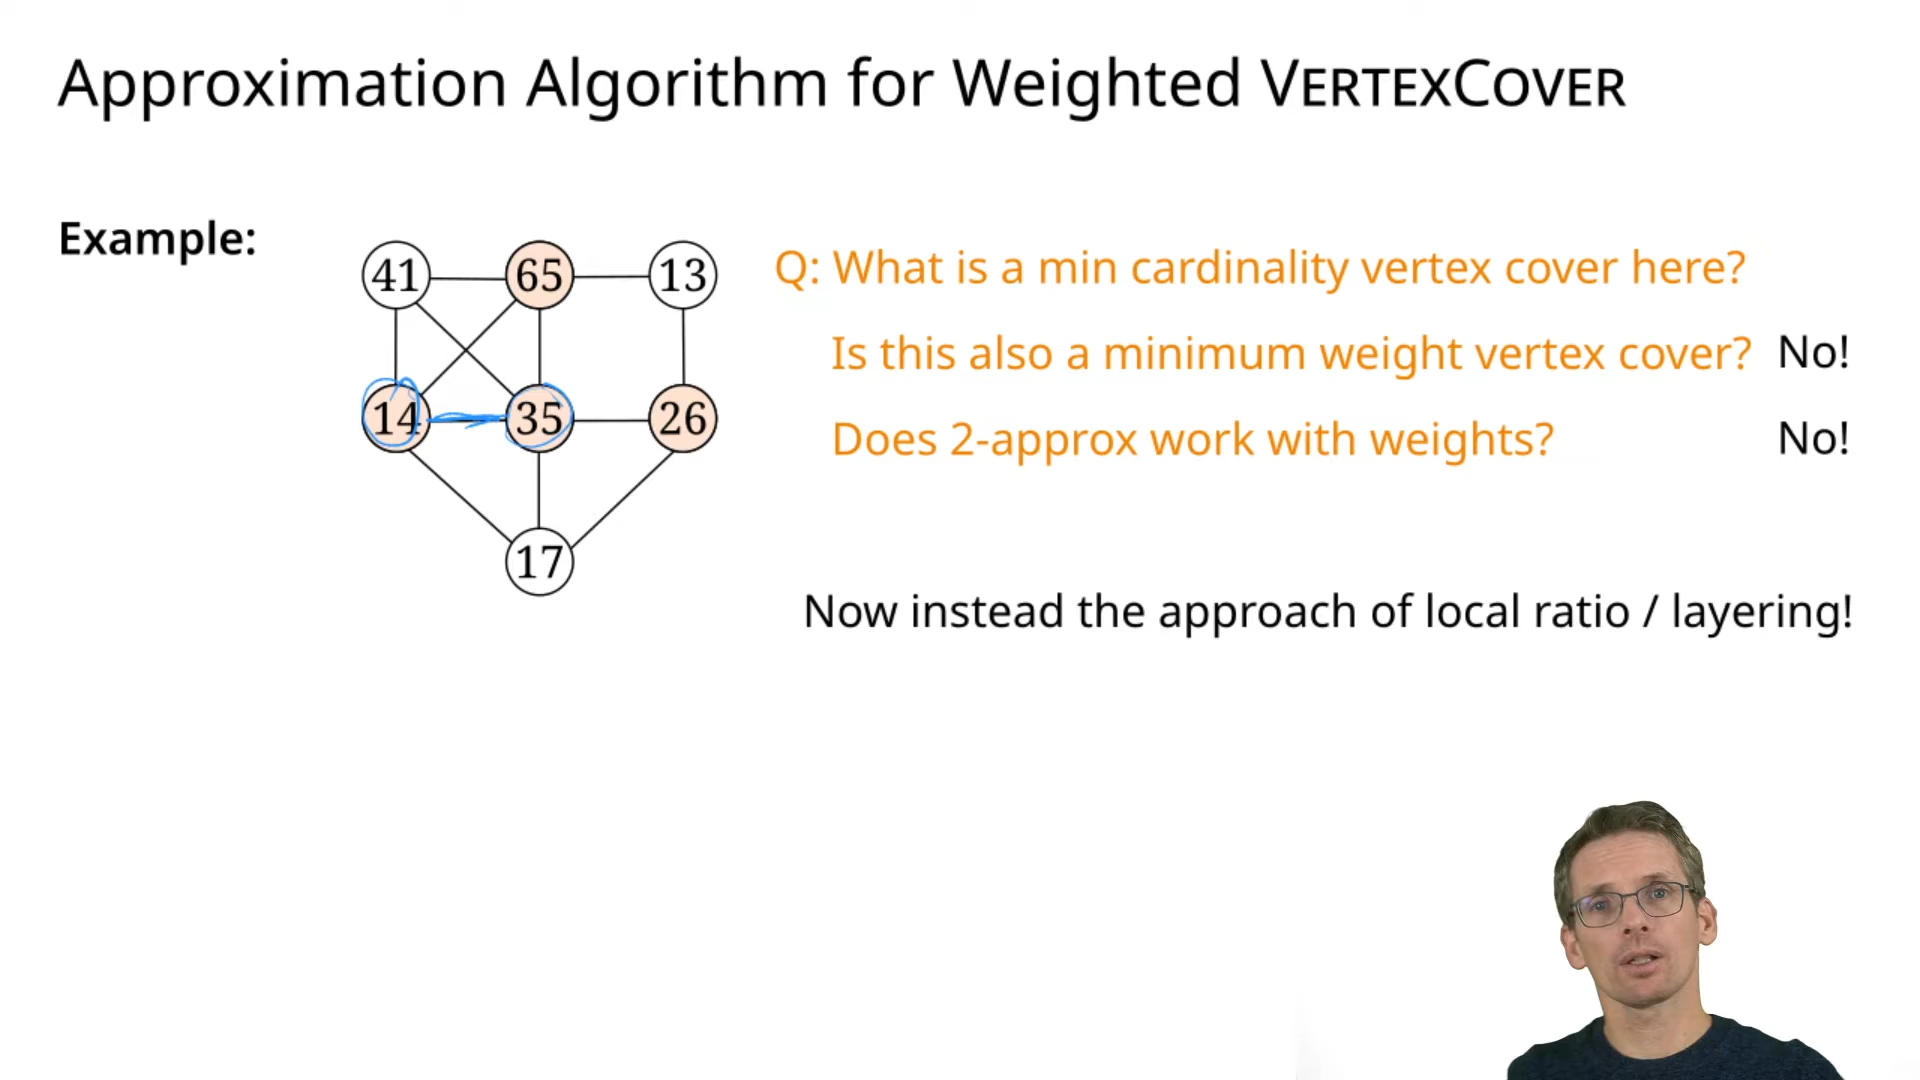 Approximation Algorithm for Weighted VERTEXCOVER
Example:
41 65 13
Q: What is a min cardinality vertex cover here?
Is this also a minimum weight vertex cover? No!
14 35 26
Does 2-approx work with weights? No!
17
Now instead the approach of local ratio / layering!